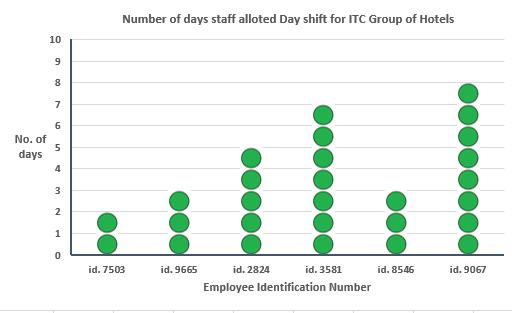 Number of days staff alloted Day shift for ITC Group of Hotels
10
9
8
7
6
5
4
3
2
1
0
No. of
days
id. 7503 id. 9665 id. 2824 id. 3581 id. 8546 id. 9067
Employee Identification Number